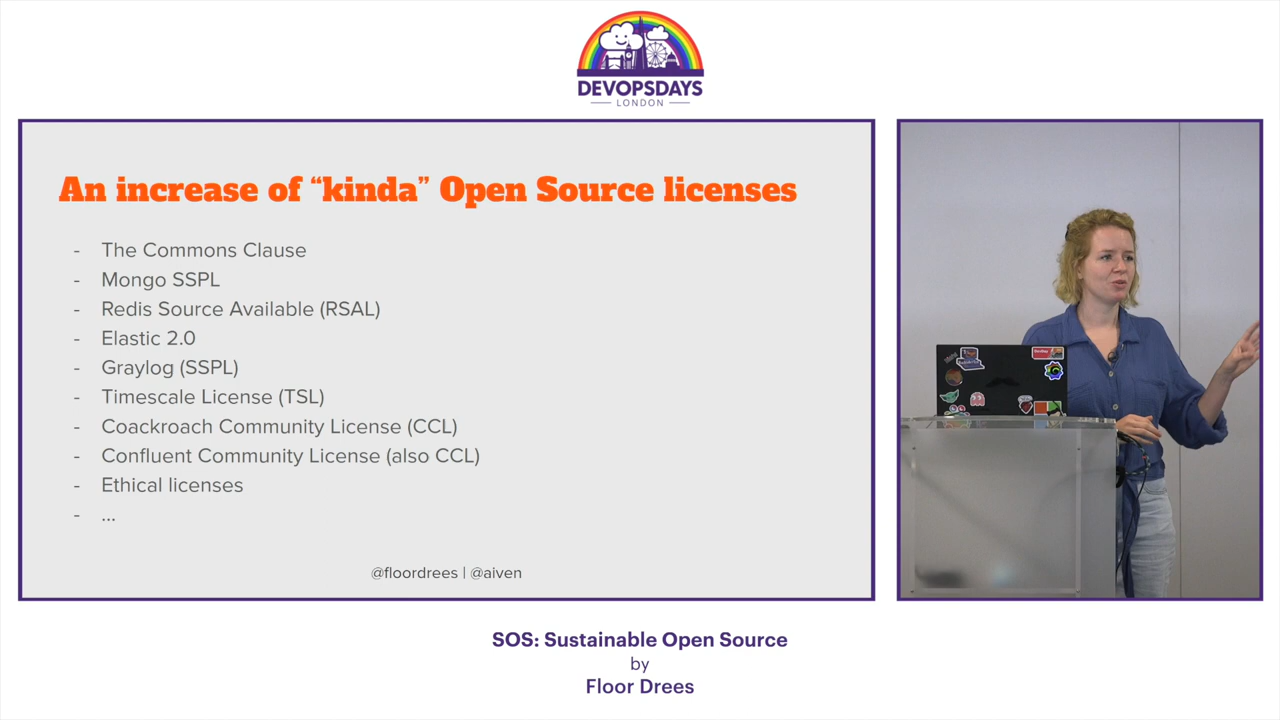 DEVOPSDAYS
LONDON
An increase of “kinda” Open Source licenses
- The Commons Clause
- Mongo SSPL
- Redis Source Available (RSAL)
- Elastic 2.0
- Graylog (SSPL)
- Timescale License (TSL)
- Coackroach Community License (CCL)
- Confluent Community License (also CCL)
- Ethical licenses
- ...
@floordrees | @aiven
SOS: Sustainable Open Source
by
Floor Drees